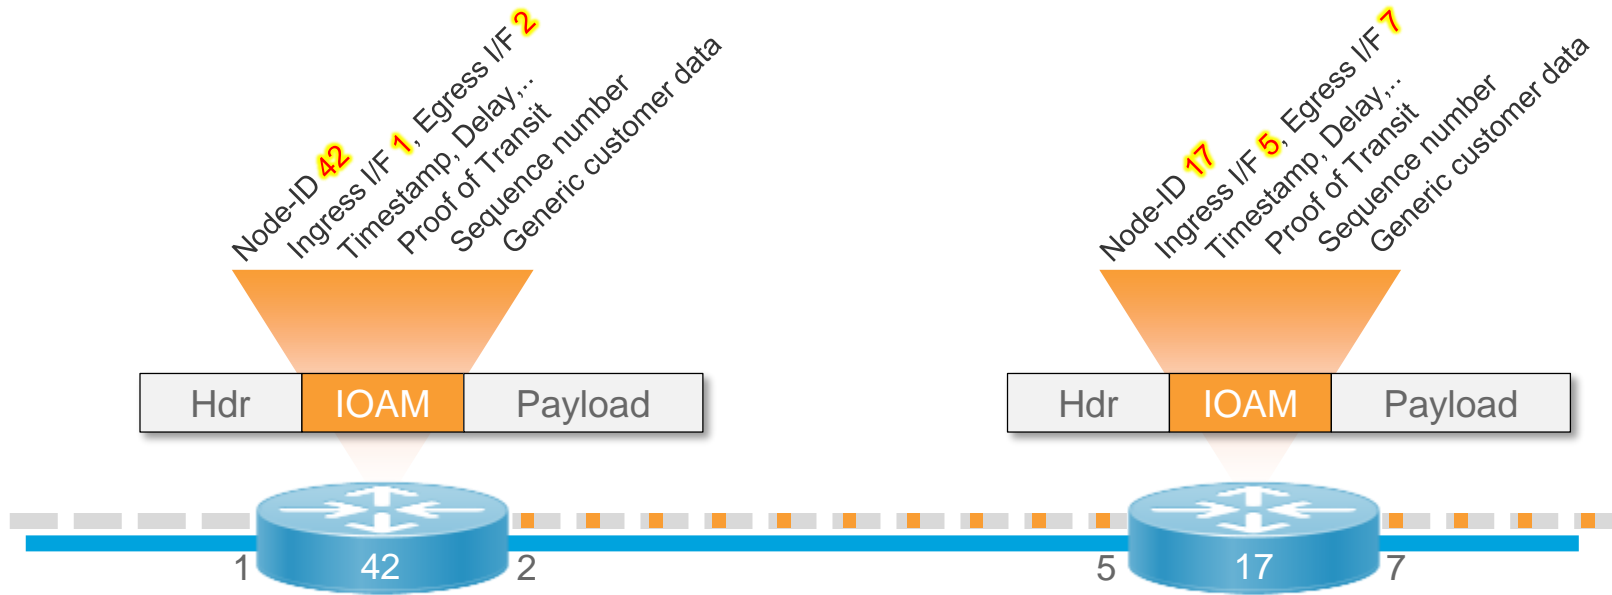 Node-ID 42
Ingress I/F 1, Egress I/F 2
Timestamp, Delay,..
Proof of Transit
Sequence number
Generic customer data
Hdr
IOAM
Payload
1
42
2
Node-ID 17
Ingress I/F 5, Egress I/F 7
Timestamp, Delay,..
Proof of Transit
Sequence number
Generic customer data
Hdr
IOAM
Payload
5
17
7